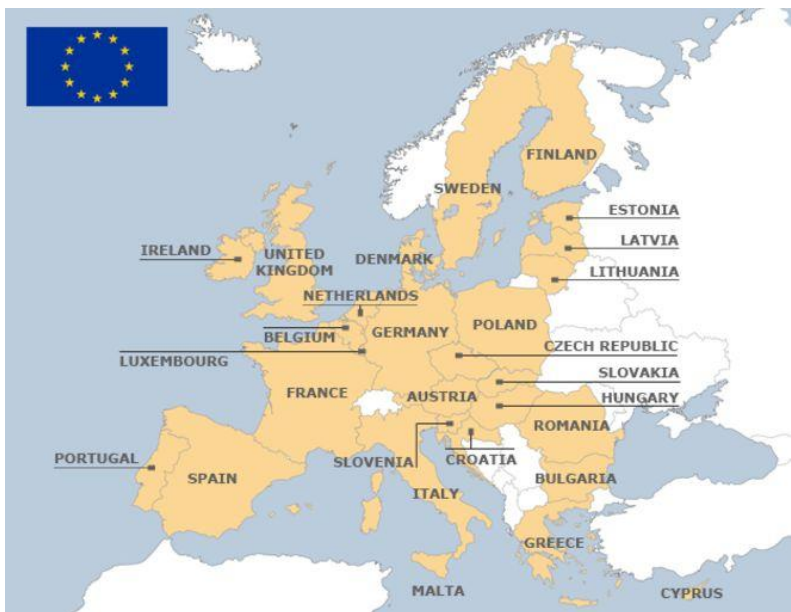 FINLAND
SWEDEN
ESTONIA
LATVIA
LITHUANIA
IRELAND
UNITED
KINGDOM
DENMARK
NETHERLANDS
BELGIUM
LUXEMBOURG
GERMANY
POLAND
CZECH REPUBLIC
SLOVAKIA
HUNGARY
FRANCE
AUSTRIA
ROMANIA
SLOVENIA
CROATIA
PORTUGAL
SPAIN
ITALY
BULGARIA
GREECE
MALTA
CYPRUS